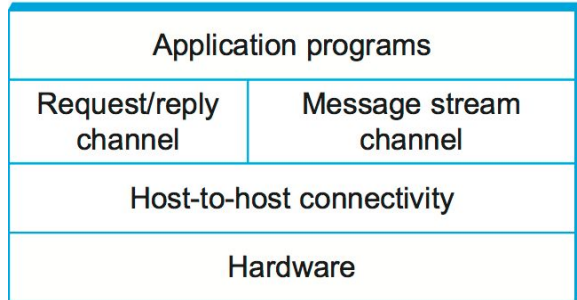 Application programs
Request/reply
channel
Message stream
channel
Host-to-host connectivity
Hardware